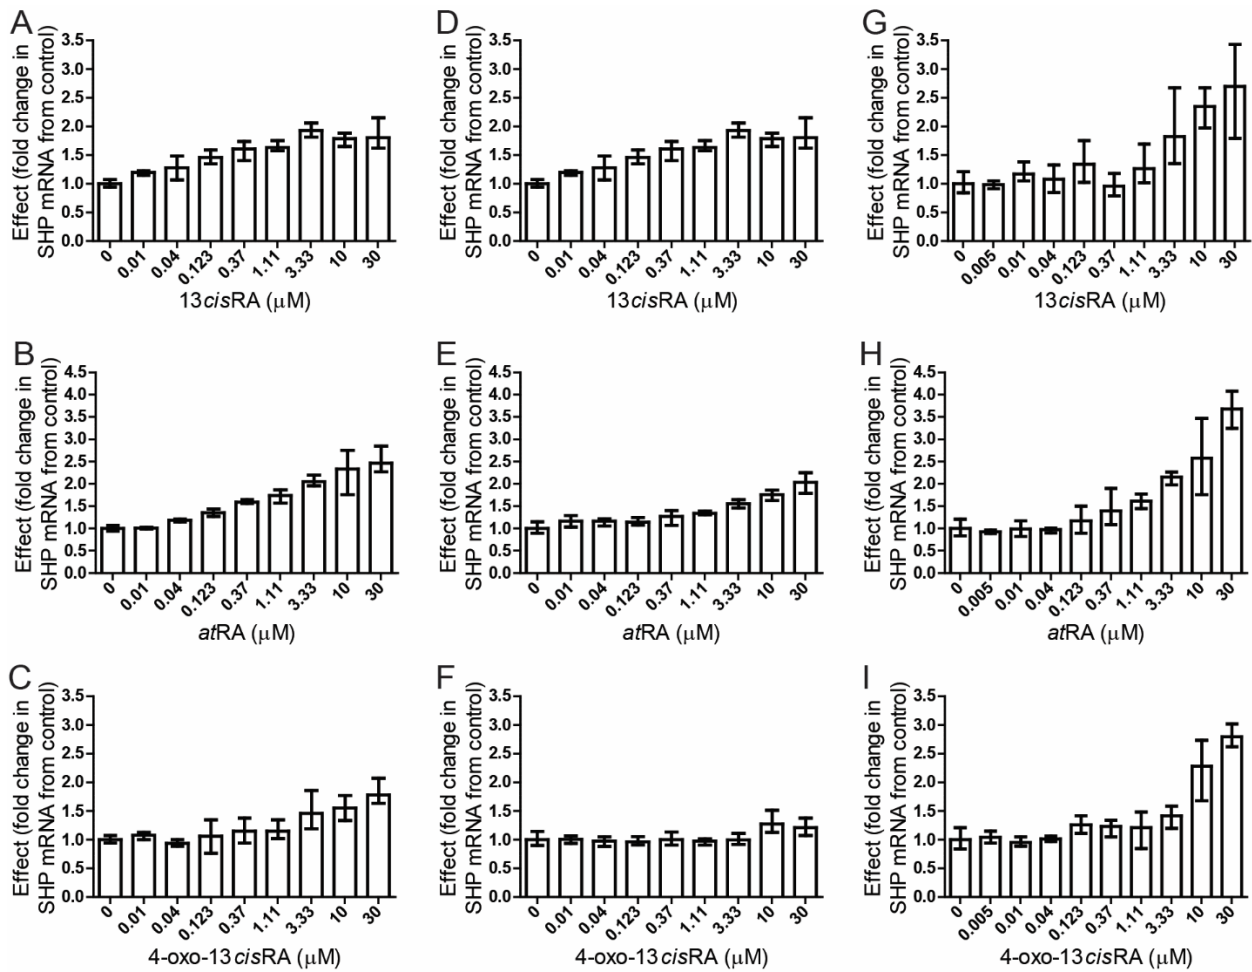 A
Effect (fold change in
SHP mRNA from control)
3.5
3.0
2.5
2.0
1.5
1.0
0.5
0.0
0 0.01 0.04 0.123 0.37 1.11 3.33 10 30
13cisRA (μM)
D
Effect (fold change in
SHP mRNA from control)
3.5
3.0
2.5
2.0
1.5
1.0
0.5
0.0
0 0.01 0.04 0.123 0.37 1.11 3.33 10 30
13cisRA (μM)
G
Effect (fold change in
SHP mRNA from control)
3.5
3.0
2.5
2.0
1.5
1.0
0.5
0.0
0 0.005 0.01 0.04 0.123 0.37 1.11 3.33 10 30
13cisRA (μM)
B
Effect (fold change in
SHP mRNA from control)
4.5
4.0
3.5
3.0
2.5
2.0
1.5
1.0
0.5
0.0
0 0.01 0.04 0.123 0.37 1.11 3.33 10 30
atRA (μM)
E
Effect (fold change in
SHP mRNA from control)
4.5
4.0
3.5
3.0
2.5
2.0
1.5
1.0
0.5
0.0
0 0.01 0.04 0.123 0.37 1.11 3.33 10 30
atRA (μM)
H
Effect (fold change in
SHP mRNA from control)
4.5
4.0
3.5
3.0
2.5
2.0
1.5
1.0
0.5
0.0
0 0.005 0.01 0.04 0.123 0.37 1.11 3.33 10 30
atRA (μM)
C
Effect (fold change in
SHP mRNA from control)
3.5
3.0
2.5
2.0
1.5
1.0
0.5
0.0
0 0.01 0.04 0.123 0.37 1.11 3.33 10 30
4-oxo-13cisRA (μM)
F
Effect (fold change in
SHP mRNA from control)
3.5
3.0
2.5
2.0
1.5
1.0
0.5
0.0
0 0.01 0.04 0.123 0.37 1.11 3.33 10 30
4-oxo-13cisRA (μM)
I
Effect (fold change in
SHP mRNA from control)
3.5
3.0
2.5
2.0
1.5
1.0
0.5
0.0
0 0.005 0.01 0.04 0.123 0.37 1.11 3.33 10 30
4-oxo-13cisRA (μM)